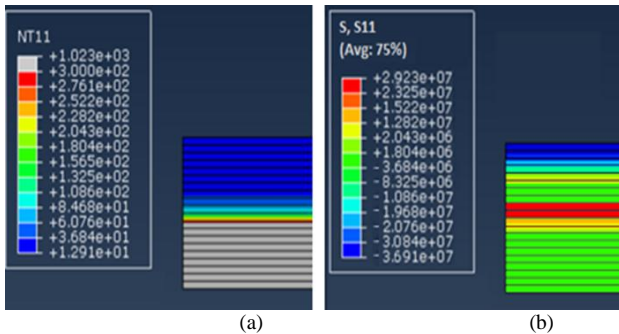 NT11
+1.023e+03
+3.000e+02
+2.761e+02
+2.522e+02
+2.282e+02
+2.043e+02
+1.804e+02
+1.565e+02
+1.325e+02
+1.086e+02
+8.468e+01
+6.076e+01
+3.684e+01
+1.291e+01
(a)
S, S11
(Avg: 75%)
+2.923e+07
+2.325e+07
+1.522e+07
+1.282e+07
+2.043e+06
+1.804e+06
-3.684e+06
-8.325e+06
-1.086e+07
-1.968e+07
-2.076e+07
-3.084e+07
-3.691e+07
(b)